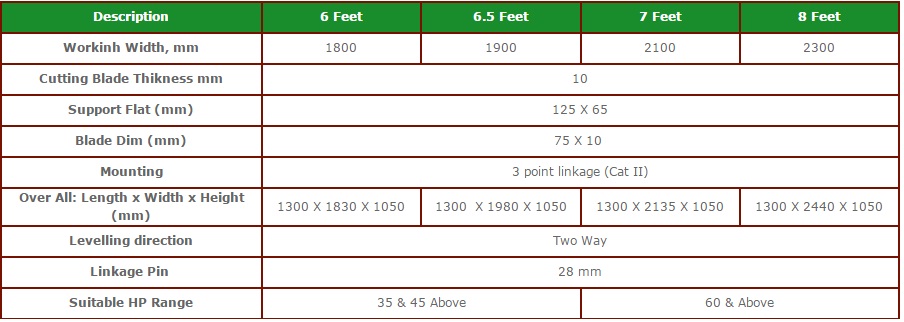 Description 6 Feet 6.5 Feet 7 Feet 8 Feet
Workinh Width, mm 1800 1900 2100 2300
Cutting Blade Thikness mm 10
Support Flat (mm) 125 X 65
Blade Dim (mm) 75 X 10
Mounting 3 point linkage (Cat II)
Over All: Length x Width x Height
(mm) 1300 X 1830 X 1050 1300 X 1980 X 1050 1300 X 2135 X 1050 1300 X 2440 X 1050
Levelling direction Two Way
Linkage Pin 28 mm
Suitable HP Range 35 & 45 Above 60 & Above